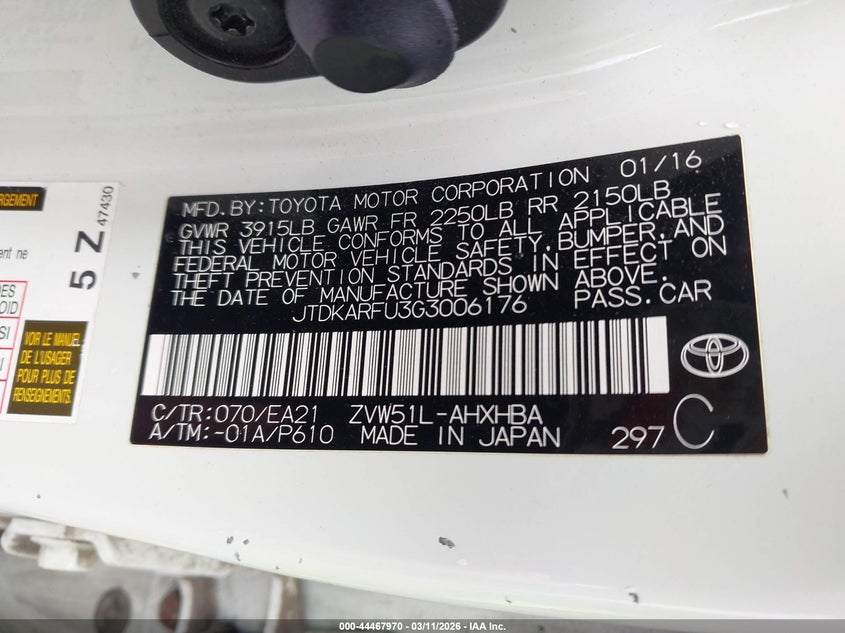 MFD. BY: TOYOTA MOTOR CORPORATION 01/16
GVWR 3915LB GAWR FR 2250LB RR 2150LB
THIS VEHICLE CONFORMS TO ALL APPLICABLE
FEDERAL MOTOR VEHICLE SAFETY, BUMPER, AND
THEFT PREVENTION STANDARDS IN EFFECT ON
THE DATE OF MANUFACTURE SHOWN ABOVE.
JTDKARFU3G3006176 PASS. CAR
C/TR: 070/EA21 ZVW51L-AHXHBA
A/TM: -01A/P610 MADE IN JAPAN 297 C
5 Z 47430
VOIR LE MANUEL
DE L'USAGER
POUR PLUS DE
RENSEIGNEMENTS.
000-44467970 - 03/11/2026 - IAA Inc.